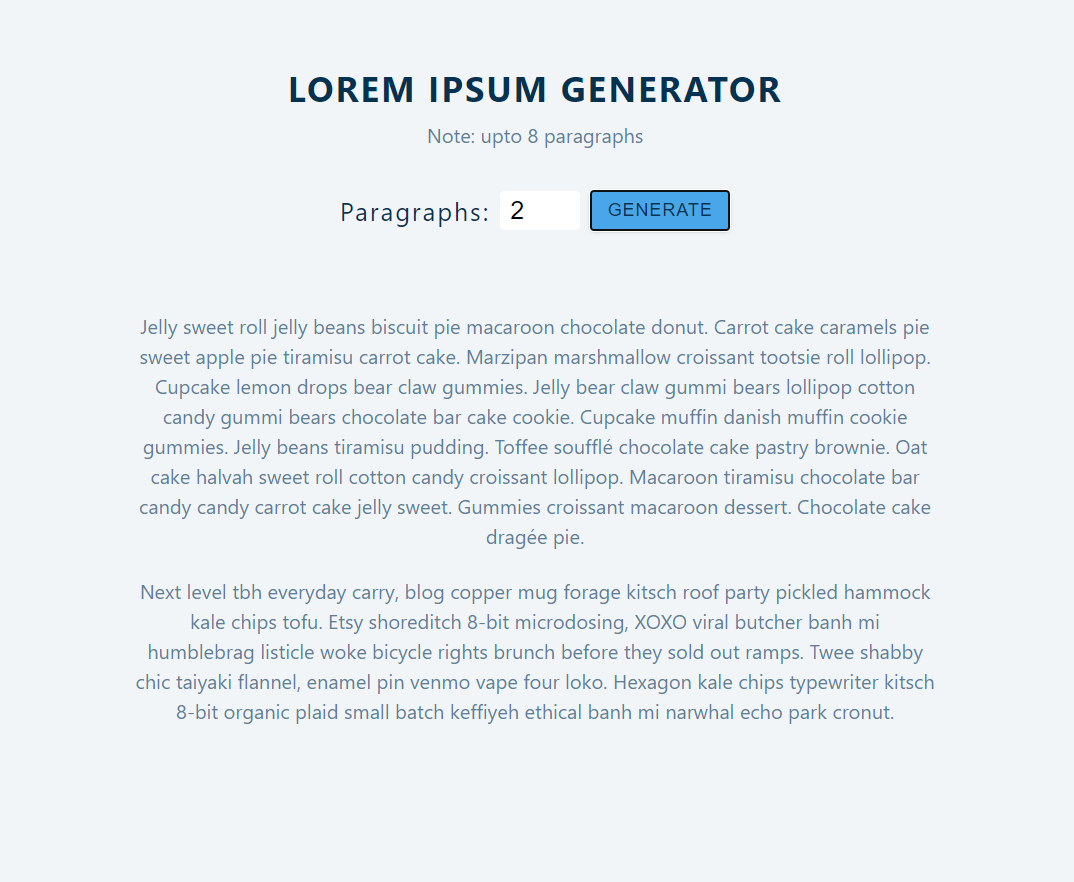 LOREM IPSUM GENERATOR
Note: upto 8 paragraphs
Paragraphs: 2 GENERATE
Jelly sweet roll jelly beans biscuit pie macaroon chocolate donut. Carrot cake caramels pie
sweet apple pie tiramisu carrot cake. Marzipan marshmallow croissant tootsie roll lollipop.
Cupcake lemon drops bear claw gummies. Jelly bear claw gummi bears lollipop cotton
candy gummi bears chocolate bar cake cookie. Cupcake muffin danish muffin cookie
gummies. Jelly beans tiramisu pudding. Toffee soufflé chocolate cake pastry brownie. Oat
cake halvah sweet roll cotton candy croissant lollipop. Macaroon tiramisu chocolate bar
candy candy carrot cake jelly sweet. Gummies croissant macaroon dessert. Chocolate cake
dragée pie.
Next level tbh everyday carry, blog copper mug forage kitsch roof party pickled hammock
kale chips tofu. Etsy shoreditch 8-bit microdosing, XOXO viral butcher banh mi
humblebrag listicle woke bicycle rights brunch before they sold out ramps. Twee shabby
chic taiyaki flannel, enamel pin venmo vape four loko. Hexagon kale chips typewriter kitsch
8-bit organic plaid small batch keffiyeh ethical banh mi narwhal echo park cronut.